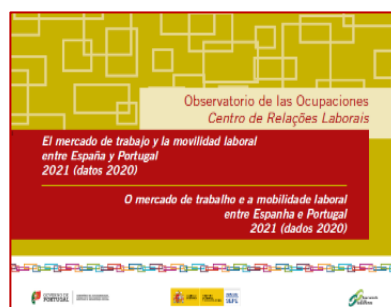 Observatorio de las Ocupaciones
Centro de Relações Laborais
El mercado de trabajo y la movilidad laboral
entre España y Portugal
2021 (datos 2020)
O mercado de trabalho e a mobilidade laboral
entre Espanha e Portugal
2021 (dados 2020)
PORTUGAL